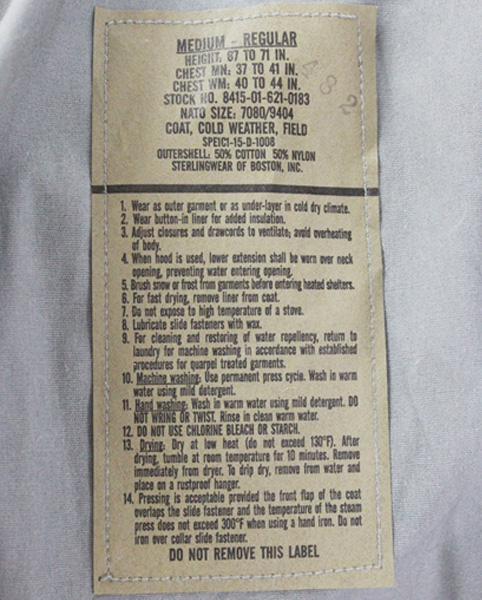 MEDIUM - REGULAR
HEIGHT: 67 TO 71 IN.
CHEST MN: 37 TO 41 IN.
CHEST WM: 40 TO 44 IN.
STOCK NO. 8415-01-621-0183
NATO SIZE: 7080/9404
COAT, COLD WEATHER, FIELD
SPE1C1-15-D-1008
OUTERSHELL: 50% COTTON 50% NYLON
STERLINGWEAR OF BOSTON, INC.
482
1. Wear as outer garment or as under-layer in cold dry climate.
2. Wear button-in liner for added insulation.
3. Adjust closures and drawcords to ventilate; avoid overheating
of body.
4. When hood is used, lower extension shall be worn over neck
opening, preventing water entering opening.
5. Brush snow or frost from garments before entering heated shelters.
6. For fast drying, remove liner from coat.
7. Do not expose to high temperature of a stove.
8. Lubricate slide fasteners with wax.
9. For cleaning and restoring of water repellency, return to
laundry for machine washing in accordance with established
procedures for quarpel treated garments.
10. Machine washing: Use permanent press cycle. Wash in warm
water using mild detergent.
11. Hand washing: Wash in warm water using mild detergent. DO
NOT WRING OR TWIST. Rinse in clean warm water.
12. DO NOT USE CHLORINE BLEACH OR STARCH.
13. Drying: Dry at low heat (do not exceed 130°F). After
drying, tumble at room temperature for 10 minutes. Remove
immediately from dryer. To drip dry, remove from water and
place on a rustproof hanger.
14. Pressing is acceptable provided the front flap of the coat
overlaps the slide fastener and the temperature of the steam
press does not exceed 300°F when using a hand iron. Do not
iron over collar slide fastener.
DO NOT REMOVE THIS LABEL